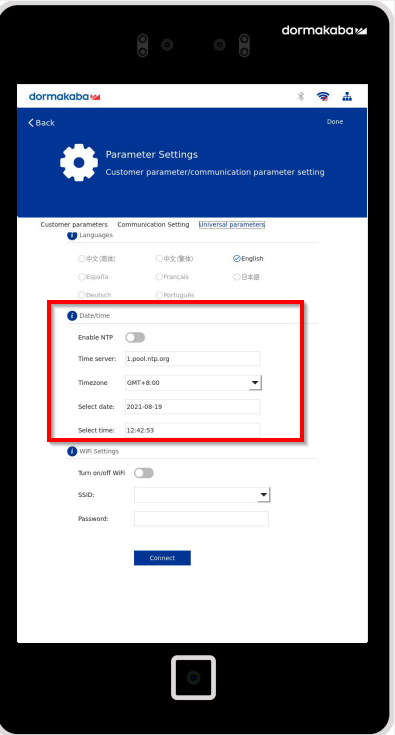 dormakaba
dormakaba
Back
Done
Parameter Settings
Customer parameter/communication parameter setting
Customer parameters Communication Setting Universal parameters
Languages
中文(简体) 中文(繁体) English
Españla Français 日本語
Deutsch Português
Date/time
Enable NTP
Time server: 1.pool.ntp.org
Timezone GMT+8:00
Select date: 2021-08-19
Select time: 12:42:53
WiFi Settings
Turn on/off WiFi
SSID:
Password:
Connect